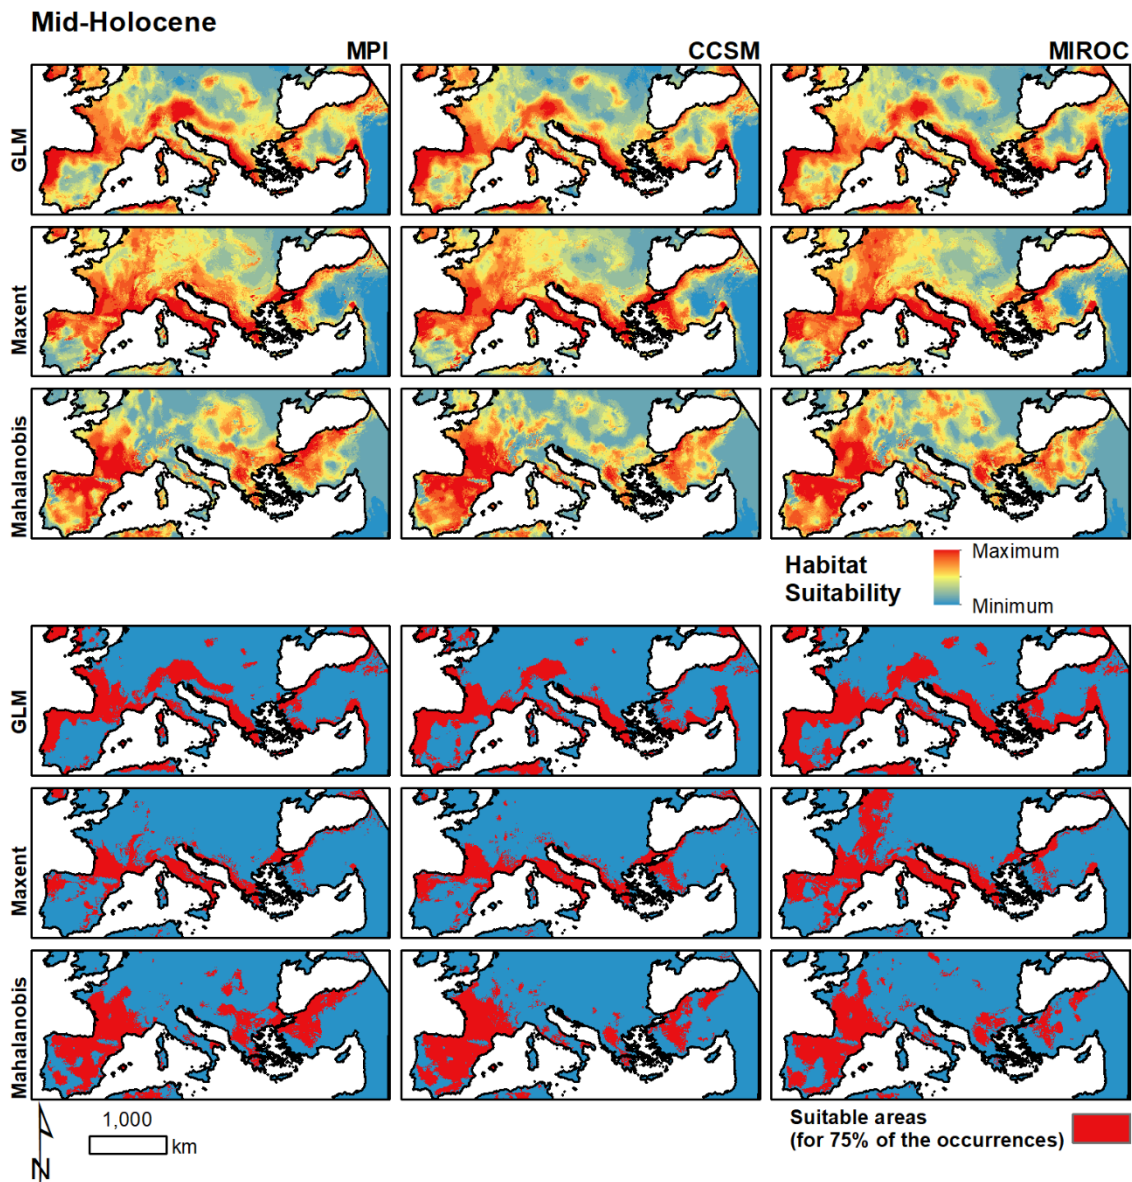 Mid-Holocene
MPI
CCSM
MIROC
GLM
Maxent
Mahalanobis
Habitat
Suitability
Maximum
Minimum
GLM
Maxent
Mahalanobis
1,000
km
N
Suitable areas
(for 75% of the occurrences)